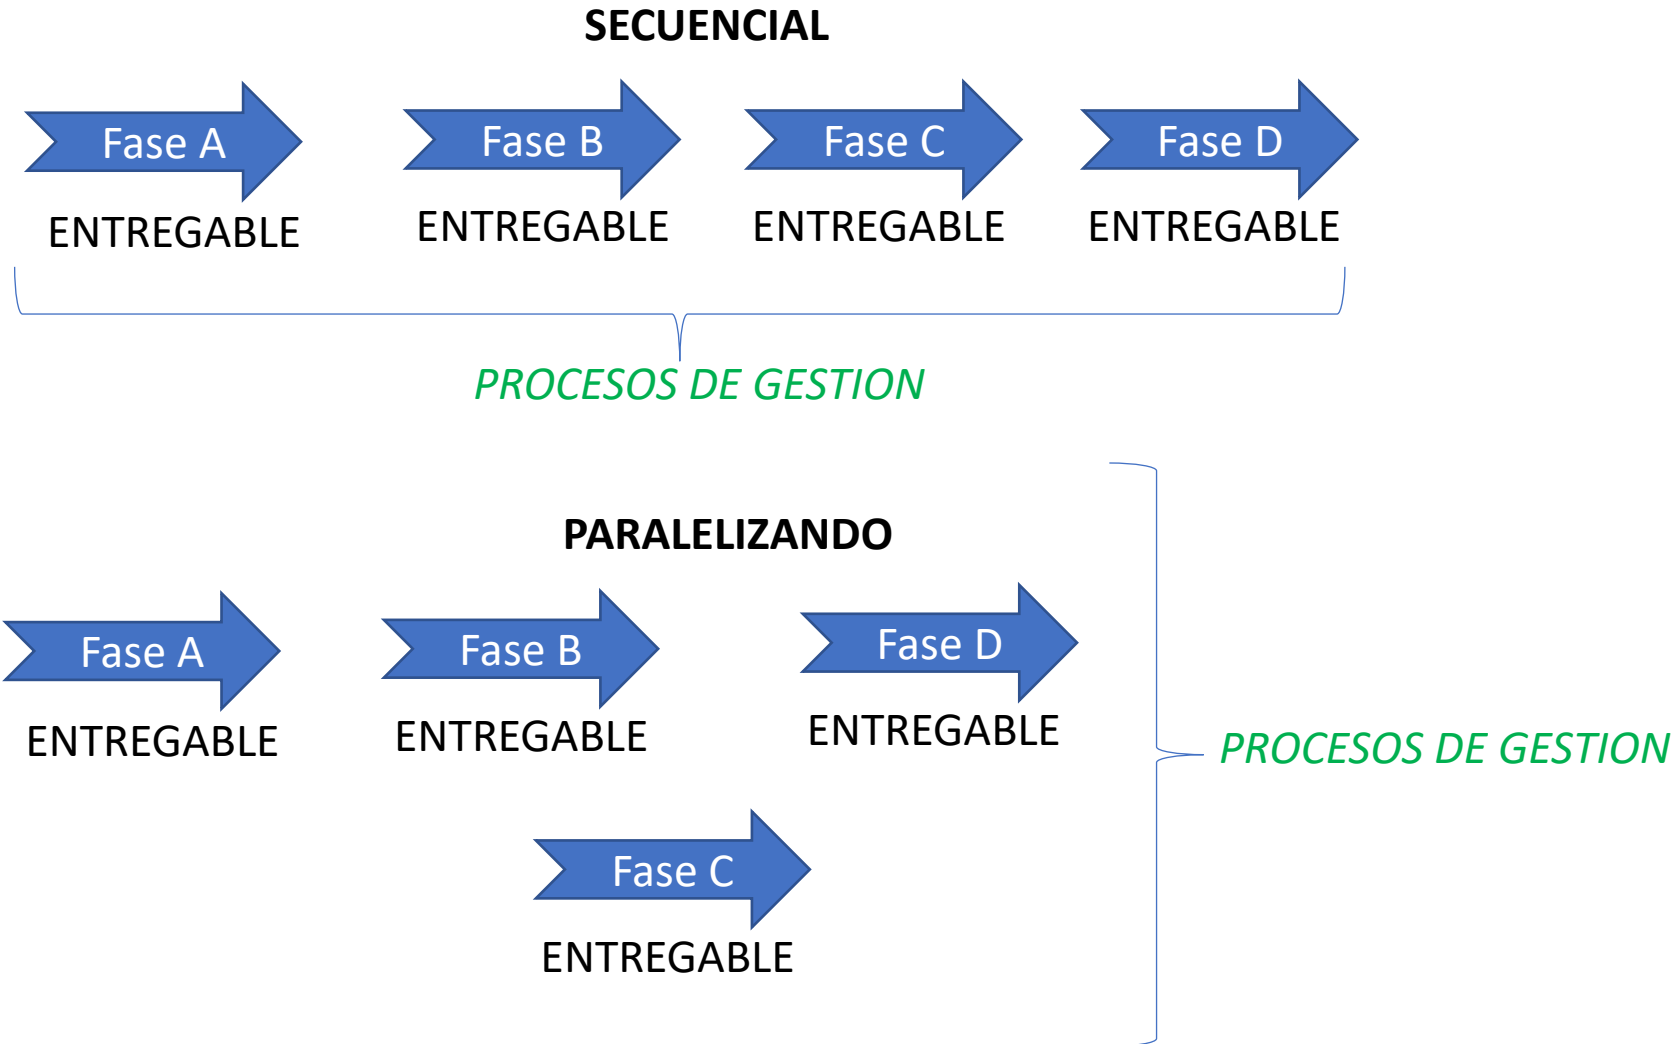 SECUENCIAL
Fase A
Fase B
Fase C
Fase D
ENTREGABLE
ENTREGABLE
ENTREGABLE
ENTREGABLE
PROCESOS DE GESTION
PARALELIZANDO
Fase A
Fase B
Fase D
ENTREGABLE
ENTREGABLE
ENTREGABLE
PROCESOS DE GESTION
Fase C
ENTREGABLE